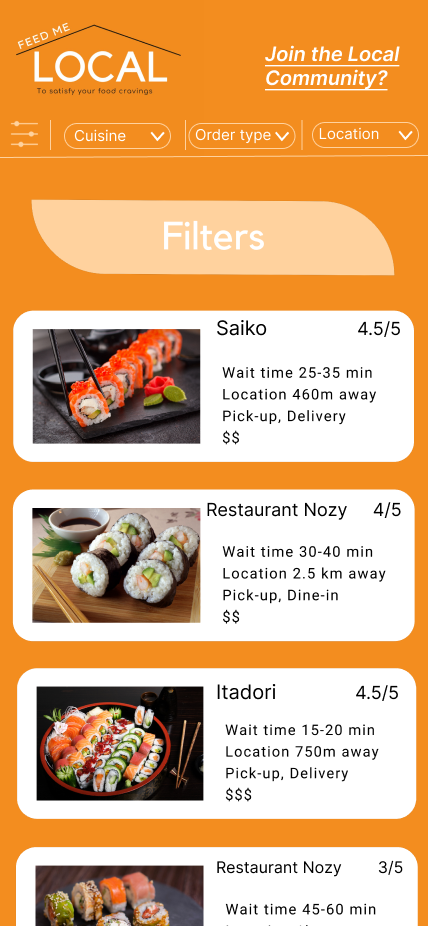 FEED ME
LOCAL
To satisfy your food cravings
Join the Local
Community?
Cuisine
Order type
Location
Filters
Saiko 4.5/5
Wait time 25-35 min
Location 460m away
Pick-up, Delivery
$$
Restaurant Nozy 4/5
Wait time 30-40 min
Location 2.5 km away
Pick-up, Dine-in
$$
Itadori 4.5/5
Wait time 15-20 min
Location 750m away
Pick-up, Delivery
$$$
Restaurant Nozy 3/5
Wait time 45-60 min